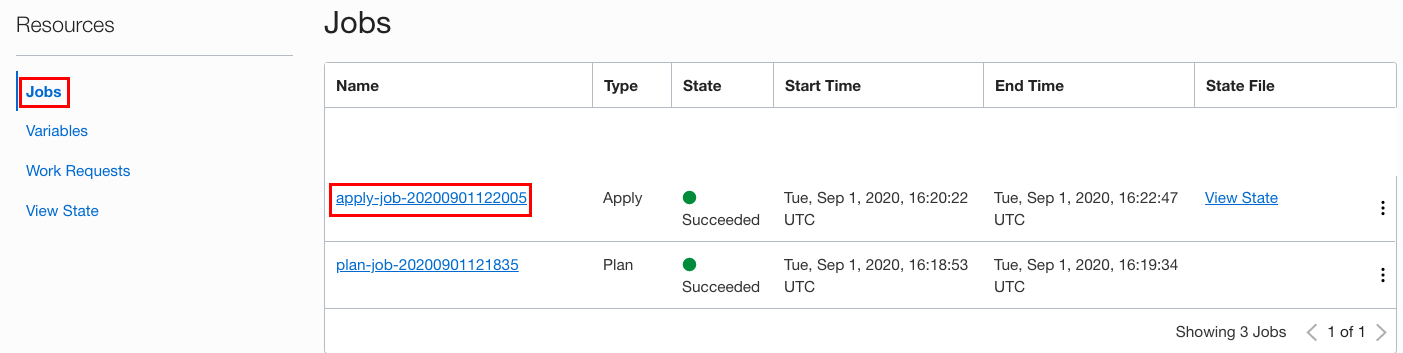 Resources
Jobs
Variables
Work Requests
View State
Jobs
Name Type State Start Time End Time State File
apply-job-20200901122005 Apply Succeeded Tue, Sep 1, 2020, 16:20:22 Tue, Sep 1, 2020, 16:22:47 View State
UTC UTC
plan-job-20200901121835 Plan Succeeded Tue, Sep 1, 2020, 16:18:53 Tue, Sep 1, 2020, 16:19:34
UTC UTC
Showing 3 Jobs 1 of 1